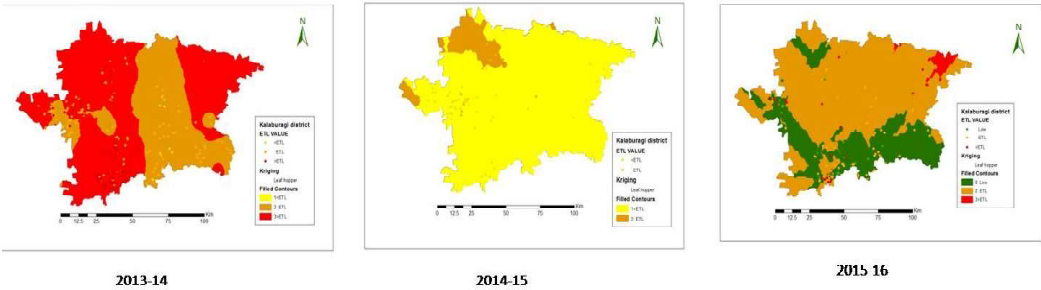 N
Kalaburagi district
ETL VALUE
<ETL
ETL
>ETL
Kriging
Leaf hopper
Filled Contours
1<ETL
2 ETL
3>ETL
0 12.5 25 50 75 100 Km
2013-14
N
Kalaburagi district
ETL VALUE
<ETL
ETL
Kriging
Leaf hopper
Filled Contours
1<ETL
2 ETL
0 12.5 25 50 75 100 Km
2014-15
N
Kalaburagi district
ETL VALUE
Low
ETL
>ETL
Kriging
Leaf hopper
Filled Contours
2 ETL
3>ETL
0 12.5 25 50 75 100 Km
2015 16